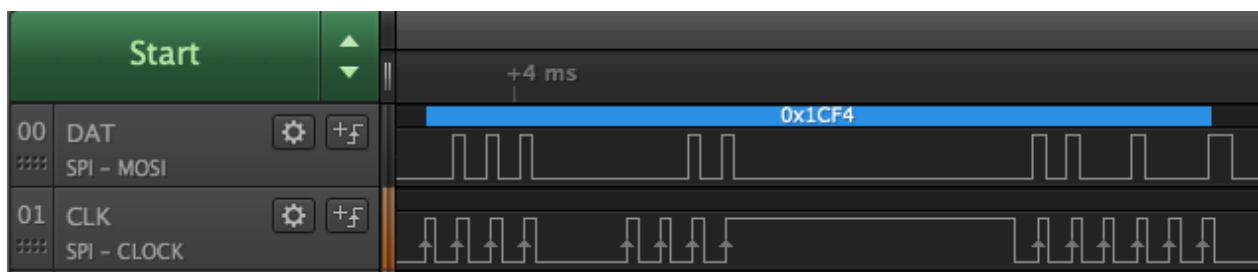 Start
+4 ms
0x1CF4
00 DAT
SPI - MOSI
01 CLK
SPI - CLOCK